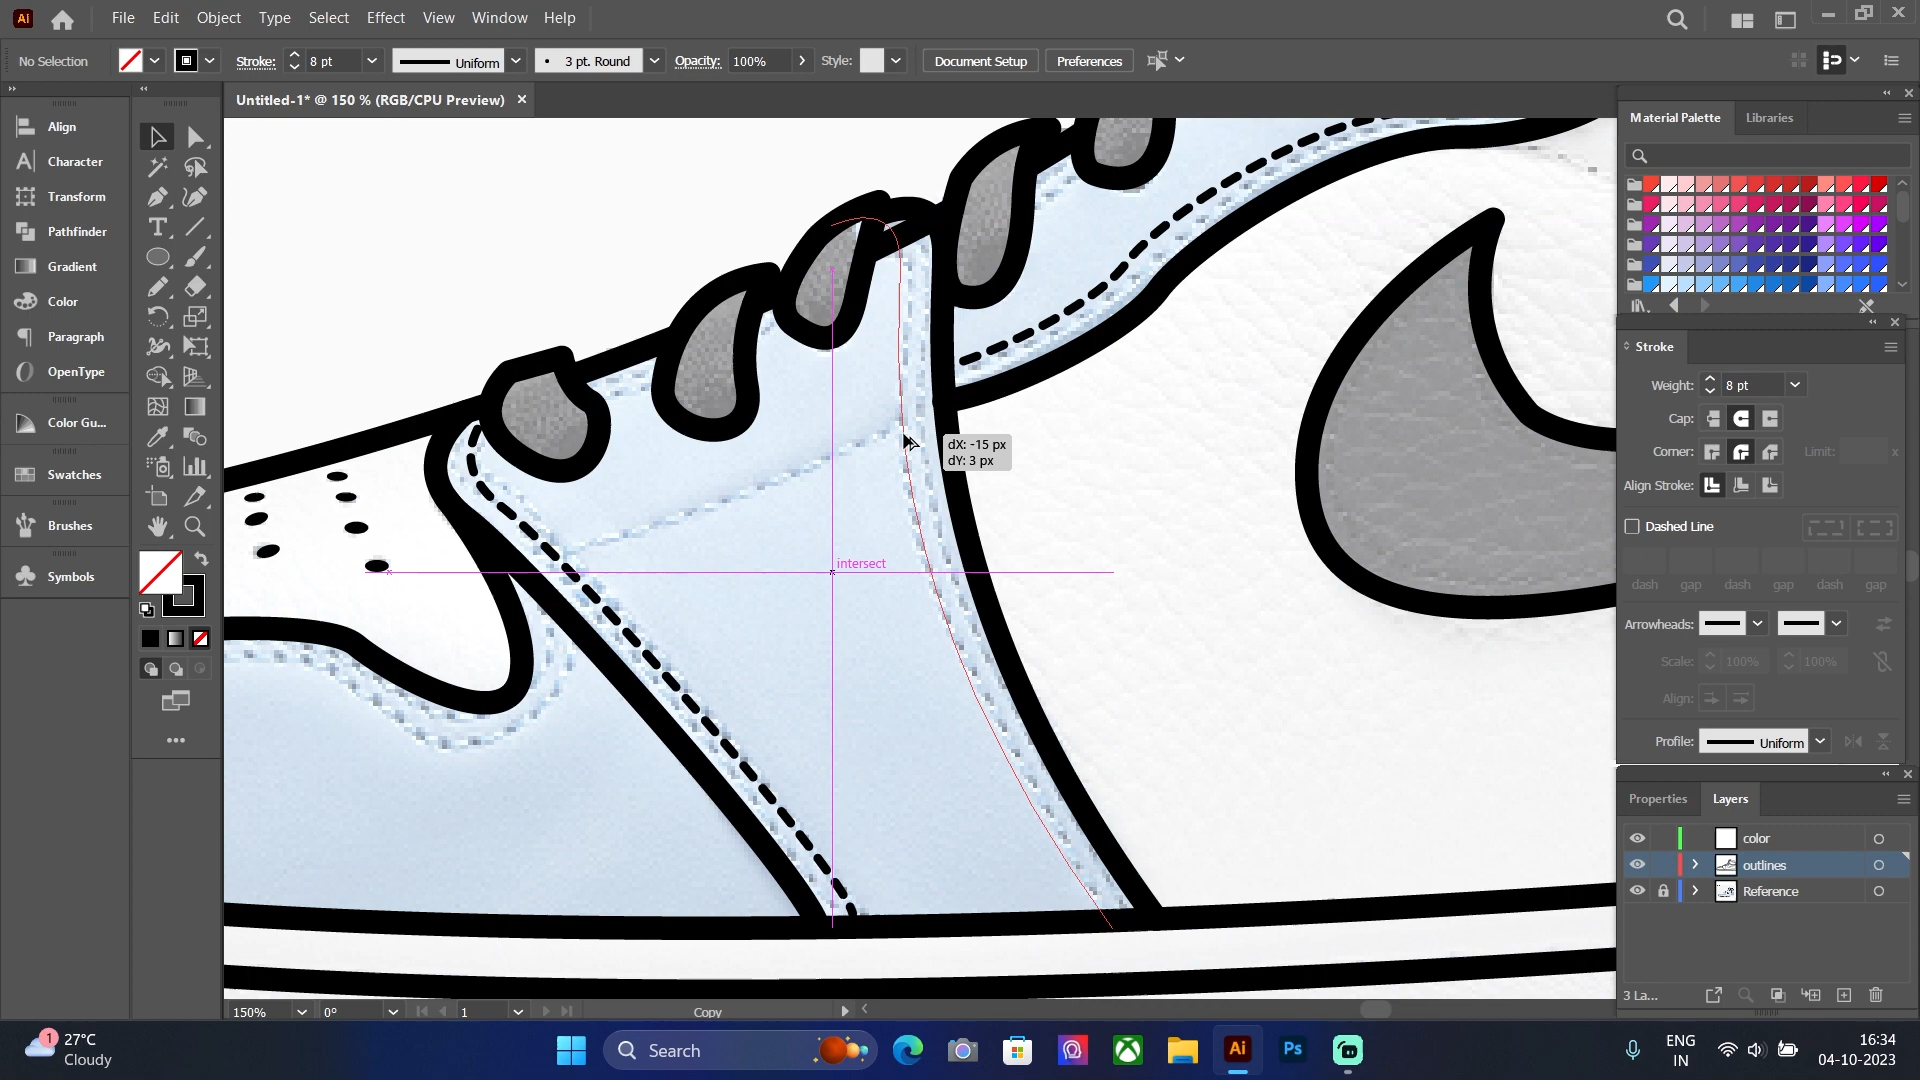 Ai File Edit Object Type Select Effect View Window Help
No Selection Stroke: 8 pt Uniform 3 pt. Round Opacity: 100% Style: Document Setup Preferences
Untitled-1* @ 150 % (RGB/CPU Preview)
Align
Character
Transform
Pathfinder
Gradient
Color
Paragraph
OpenType
Color Gu...
Swatches
Brushes
Symbols
dX: -15 px
dY: 3 px
intersect
Material Palette Libraries
Stroke
Weight: 8 pt
Cap:
Corner: Limit: x
Align Stroke:
Dashed Line
dash gap dash gap dash gap
Arrowheads:
Scale: 100% 100%
Align:
Profile: Uniform
Properties Layers
color
outlines
Reference
3 La...
150% 0° 1 Copy
1 27°C
Cloudy
Search
Ai Ps
ENG
IN
16:34
04-10-2023